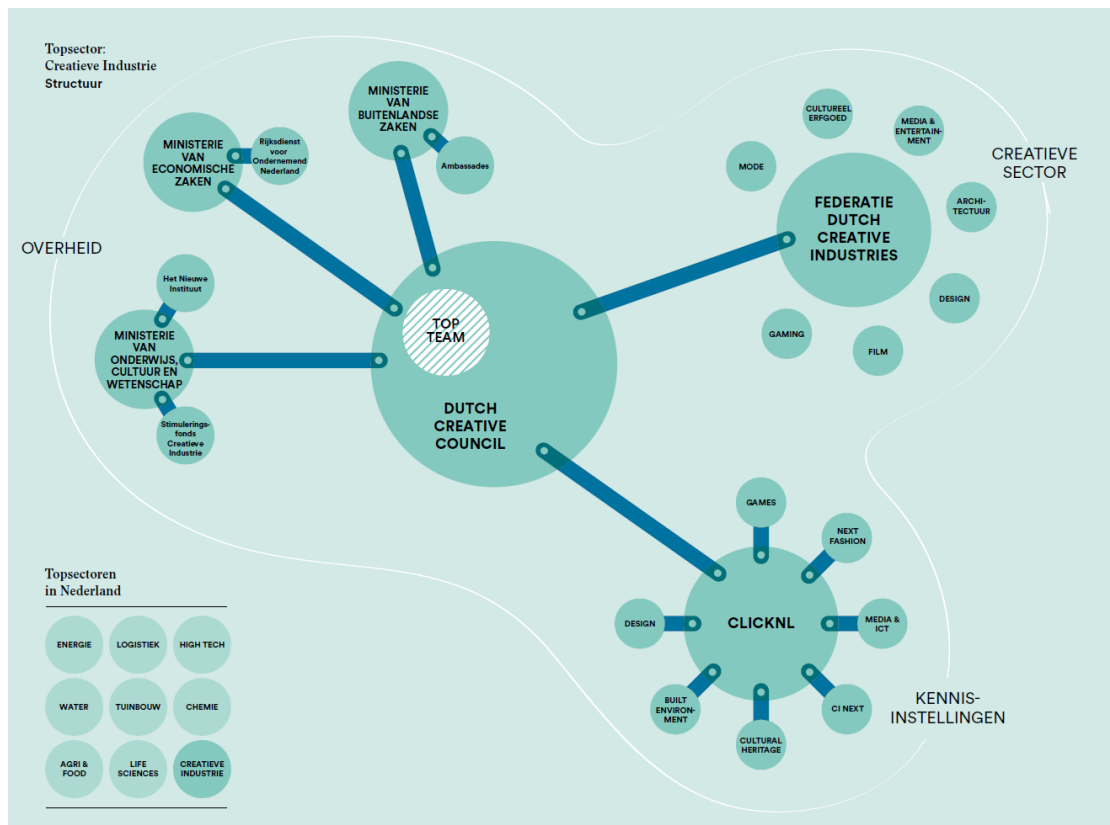 Topsector:
Creatieve Industrie
Structuur
MINISTERIE
VAN
BUITENLANDSE
ZAKEN
Ambassades
MINISTERIE
VAN
ECONOMISCHE
ZAKEN
Rijksdienst
voor
Ondernemend
Nederland
OVERHEID
Het Nieuwe
Instituut
MINISTERIE
VAN
ONDERWIJS,
CULTUUR EN
WETENSCHAP
Stimulerings-
fonds
Creatieve
Industrie
TOP
TEAM
DUTCH
CREATIVE
COUNCIL
CULTUREEL
ERFGOED
MEDIA &
ENTERTAIN-
MENT
MODE
CREATIEVE
SECTOR
FEDERATIE
DUTCH
CREATIVE
INDUSTRIES
ARCHI-
TECTUUR
DESIGN
GAMING
FILM
GAMES
NEXT
FASHION
DESIGN
CLICKNL
MEDIA &
ICT
BUILT
ENVIRON-
MENT
CI NEXT
CULTURAL
HERITAGE
KENNIS-
INSTELLINGEN
Topsectoren
in Nederland
ENERGIE
LOGISTIEK
HIGH TECH
WATER
TUINBOUW
CHEMIE
AGRI &
FOOD
LIFE
SCIENCES
CREATIEVE
INDUSTRIE